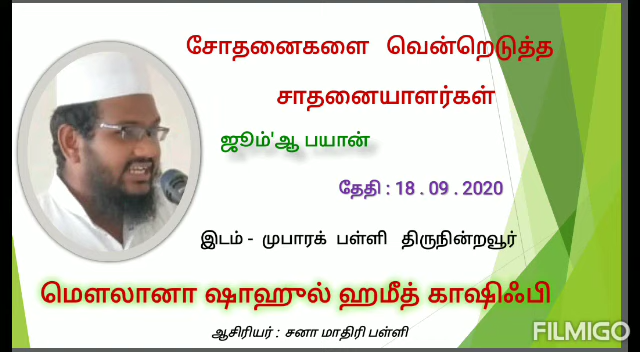 சோதனைகளை வென்றெடுத்த
சாதனையாளர்கள்
ஜூம்'ஆ பயான்
தேதி : 18 . 09 . 2020
இடம் - முபாரக் பள்ளி திருநின்றவூர்
மௌலானா ஷாஹுல் ஹமீத் காஷிஃபி
ஆசிரியர் : சனா மாதிரி பள்ளி
FILMIGO